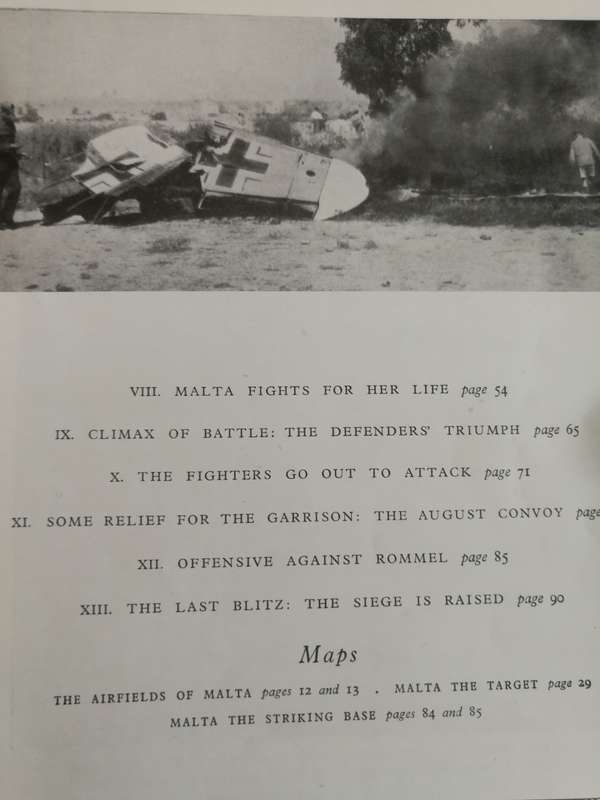 VIII. MALTA FIGHTS FOR HER LIFE page 54
IX. CLIMAX OF BATTLE: THE DEFENDERS' TRIUMPH page 65
X. THE FIGHTERS GO OUT TO ATTACK page 71
XI. SOME RELIEF FOR THE GARRISON: THE AUGUST CONVOY page
XII. OFFENSIVE AGAINST ROMMEL page 85
XIII. THE LAST BLITZ: THE SIEGE IS RAISED page 90
Maps
THE AIRFIELDS OF MALTA pages 12 and 13 . MALTA THE TARGET page 29
MALTA THE STRIKING BASE pages 84 and 85